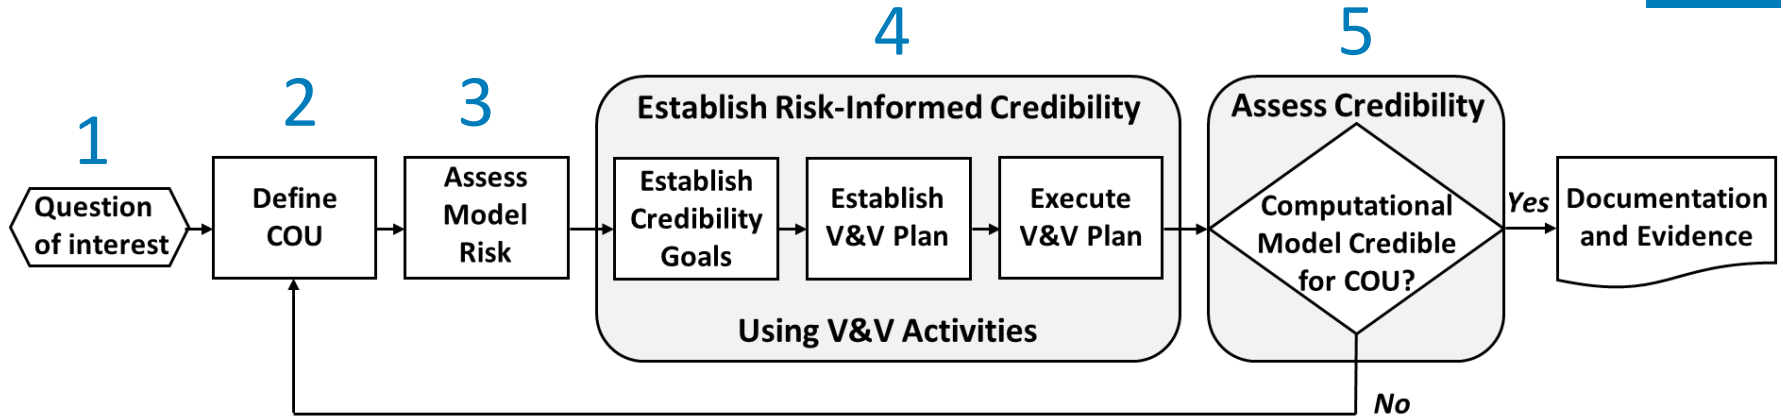 1
Question
of interest
2
Define
COU
3
Assess
Model
Risk
4
Establish Risk-Informed Credibility
Establish
Credibility
Goals
Establish
V&V Plan
Execute
V&V Plan
Using V&V Activities
5
Assess Credibility
Computational
Model Credible
for COU?
Yes
No
Documentation
and Evidence